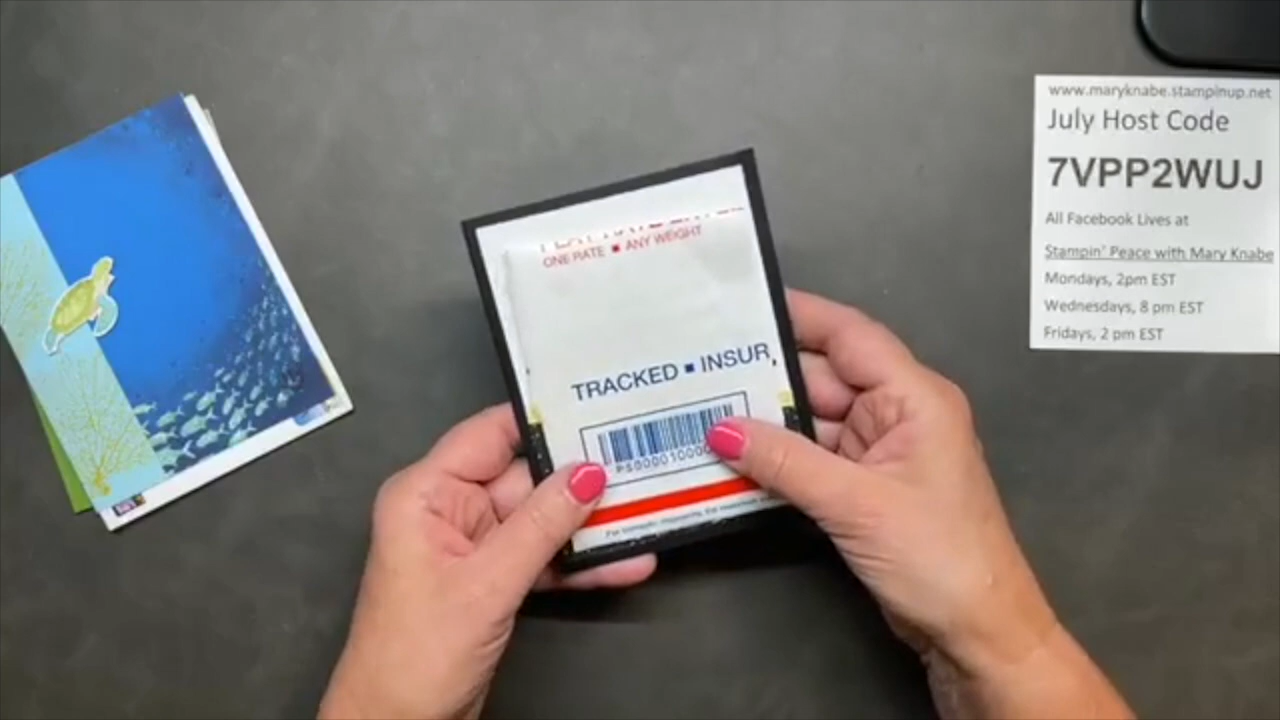 www.maryknabe.stampinup.net
July Host Code
7VPP2WUJ
All Facebook Lives at
Stampin' Peace with Mary Knabe
Mondays, 2pm EST
Wednesdays, 8 pm EST
Fridays, 2 pm EST
ONE RATE ■ ANY WEIGHT
TRACKED ■ INSUR
PS00001000